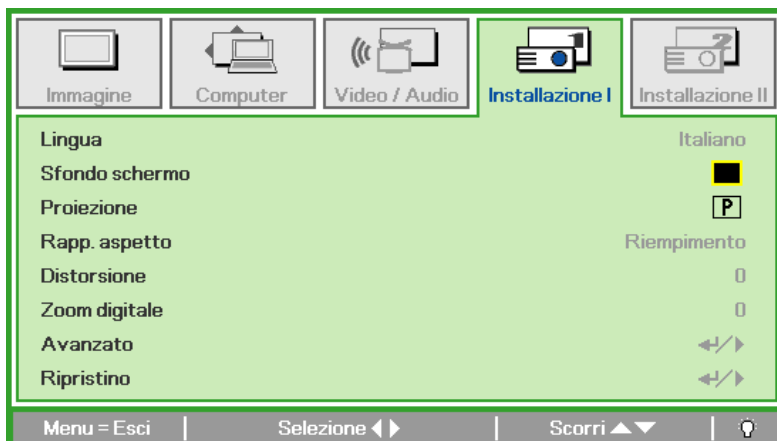 Immagine Computer Video / Audio Installazione I Installazione II
Lingua Italiano
Sfondo schermo
Proiezione P
Rapp. aspetto Riempimento
Distorsione 0
Zoom digitale 0
Avanzato
Ripristino
Menu = Esci Selezione Scorri